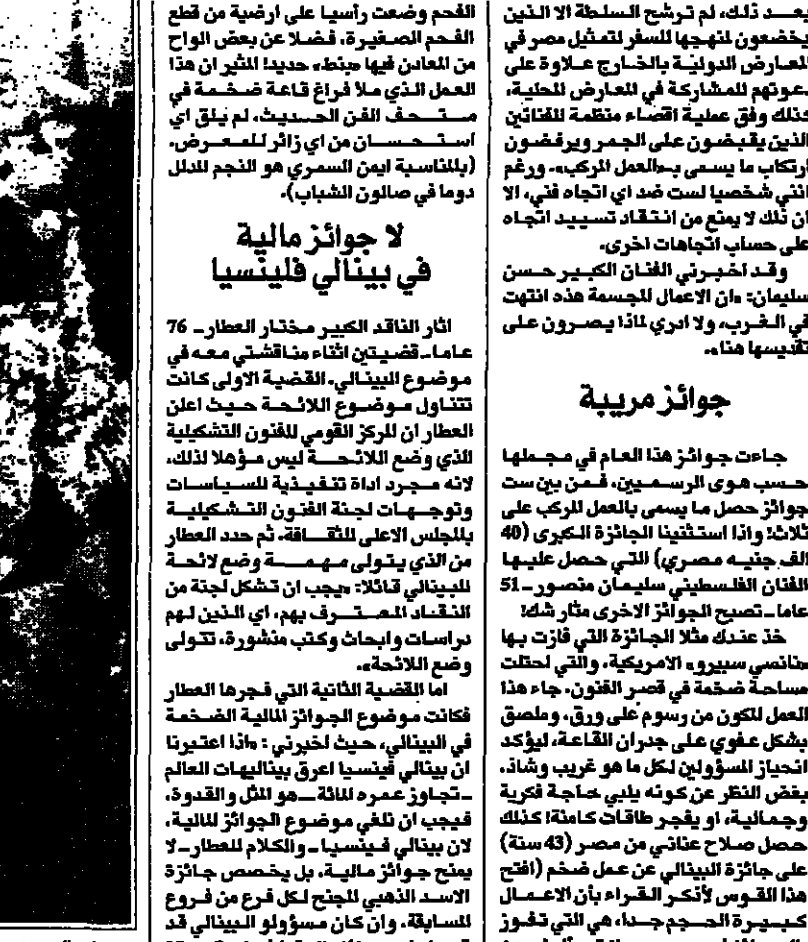 بعد ذلك، لم ترشح السلطة الا الذين
يخضعون لنهجها للسفر لتمثيل مصر في
المعارض الدولية بالخارج علاوة على
دعوتهم للمشاركة في المعارض المحلية،
كذلك وفق عملية اقصاء منظمة للفنانين
الذين يقبضون على الجمر ويرفضون
ارتكاب ما يسمى بـ«العمل المركب». ورغم
انني شخصيا لست ضد اي اتجاه فني، الا
ان ذلك لا يمنع من انتقاد تسييد اتجاه
على حساب اتجاهات اخرى.
وقد اخبرني الفنان الكبير حسن
سليمان: «ان الاعمال المجسمة هذه انتهت
في الغرب، ولا ادري لماذا يصرون على
تقديسها هنا».
جوائز مريبة
جاءت جوائز هذا العام في مجملها
حسب هوى الرسميين، فمن بين ست
جوائز حصل ما يسمى بالعمل المركب على
ثلاث! واذا استثنينا الجائزة الكبرى (40
الف جنيه مصري) التي حصل عليها
الفنان الفلسطيني سليمان منصور ـ 51
عاما ـ تصبح الجوائز الاخرى مثار شك!
خذ عندك مثلا الجائزة التي فازت بها
«نانسي سبيرو» الامريكية، والتي احتلت
مساحة ضخمة في قصر الفنون. جاء هذا
العمل المكون من رسوم على ورق، وملصق
بشكل عفوي على جدران القاعة، ليؤكد
انحياز المسؤولين لكل ما هو غريب وشاذ،
بغض النظر عن كونه يلبي حاجة فكرية
وجمالية، او يفجر طاقات كامنة! كذلك
حصل صلاح عناني من مصر (43 سنة)
على جائزة البينالي عن عمل ضخم (افتح
هذا القوس لأذكر القراء بأن الاعمال
كبيرة الحجم جدا، هي التي تفوز
الفحم وضعت رأسيا على ارضية من قطع
الفحم الصغيرة، فضلا عن بعض الواح
من المعادن فيها «بنط» حديد! المثير ان هذا
العمل الذي ملأ فراغ قاعة ضخمة في
متحف الفن الحديث، لم يلق اي
استحسان من اي زائر للمعرض.
(بالمناسبة ايمن السمري هو النجم المدلل
دوما في صالون الشباب).
لا جوائز مالية
في بينالي فلينسيا
اثار الناقد الكبير مختار العطار ـ 76
عاما ـ قضيتين اثناء مناقشتي معه في
موضوع البينالي. القضية الاولى كانت
تتناول موضوع اللائحة حيث اعلن
العطار ان المركز القومي للفنون التشكيلية
الذي وضع اللائحة ليس مؤهلا لذلك،
لانه مجرد اداة تنفيذية للسياسات
وتوجهات لجنة الفنون التشكيلية
بالمجلس الاعلى للثقافة. ثم حدد العطار
من الذي يتولى مهمة وضع لائحة
للبينالي قائلا: «يجب ان تشكل لجنة من
النقاد المعترف بهم، اي الذين لهم
دراسات وابحاث وكتب منشورة، تتولى
وضع اللائحة».
اما القضية الثانية التي فجرها العطار
فكانت موضوع الجوائز المالية الضخمة
في البينالي، حيث اخبرني: «اذا اعتبرنا
ان بينالي فينسيا اعرق بيناليهات العالم
ـ تجاوز عمره المائة ـ هو المثل والقدوة،
فيجب ان تلغي موضوع الجوائز المالية،
لان بينالي فينسيا ـ والكلام للعطار ـ لا
يمنح جوائز مالية، بل يخصص جائزة
الاسد الذهبي المجنح لكل فرع من فروع
المسابقة، وان كان مسؤولو البينالي قد